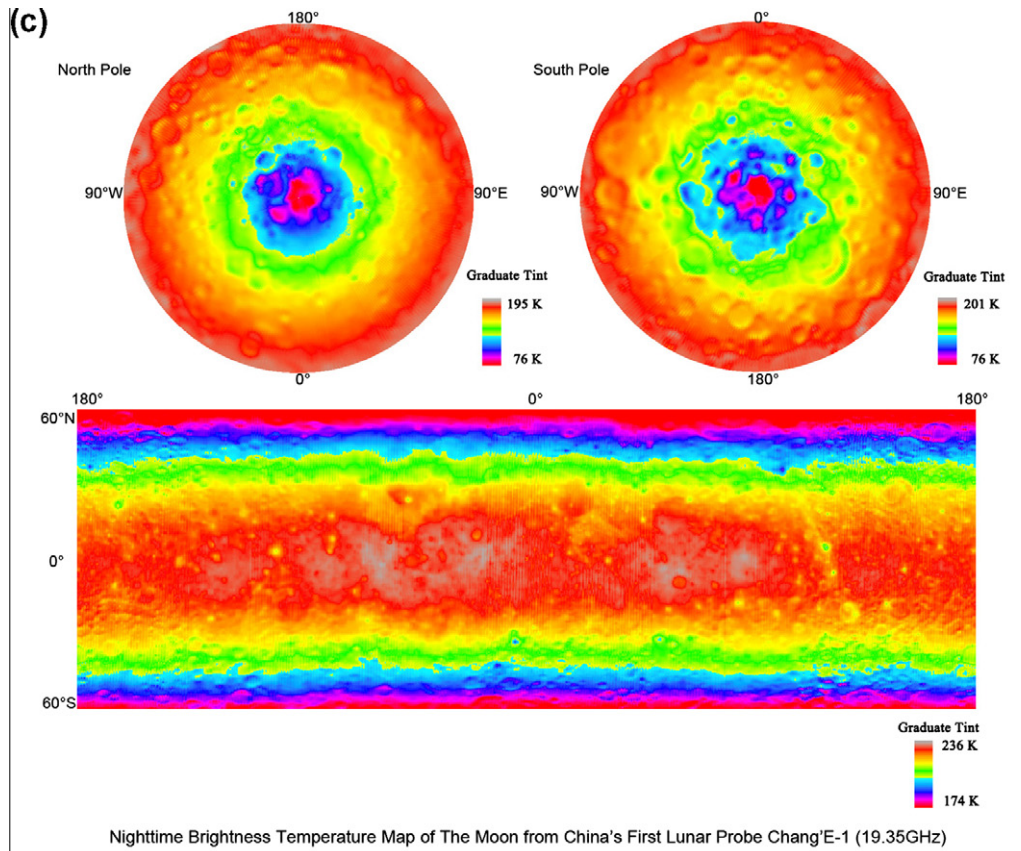 (c)
180°
0°
North Pole
South Pole
90°W
90°E
90°W
90°E
Graduate Tint
195 K
76 K
Graduate Tint
201 K
76 K
0°
180°
180°
0°
180°
60°N
0°
60°S
Graduate Tint
236 K
174 K
Nighttime Brightness Temperature Map of The Moon from China's First Lunar Probe Chang'E-1 (19.35GHz)